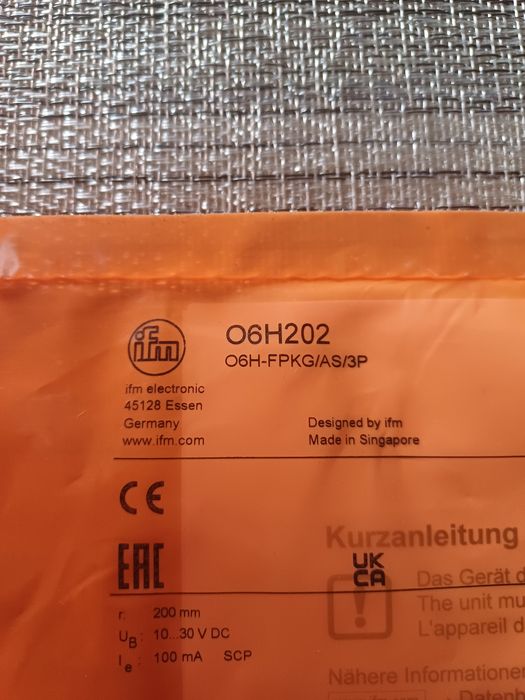 ifm
O6H202
O6H-FPKG/AS/3P
ifm electronic
45128 Essen
Germany
www.ifm.com
Designed by ifm
Made in Singapore
CE
EAC
UK
CA
Kurzanleitung
Das Gerät d
The unit mu
L'appareil d
r: 200 mm
UB: 10...30 V DC
Ie: 100 mA SCP
Nähere Informationen